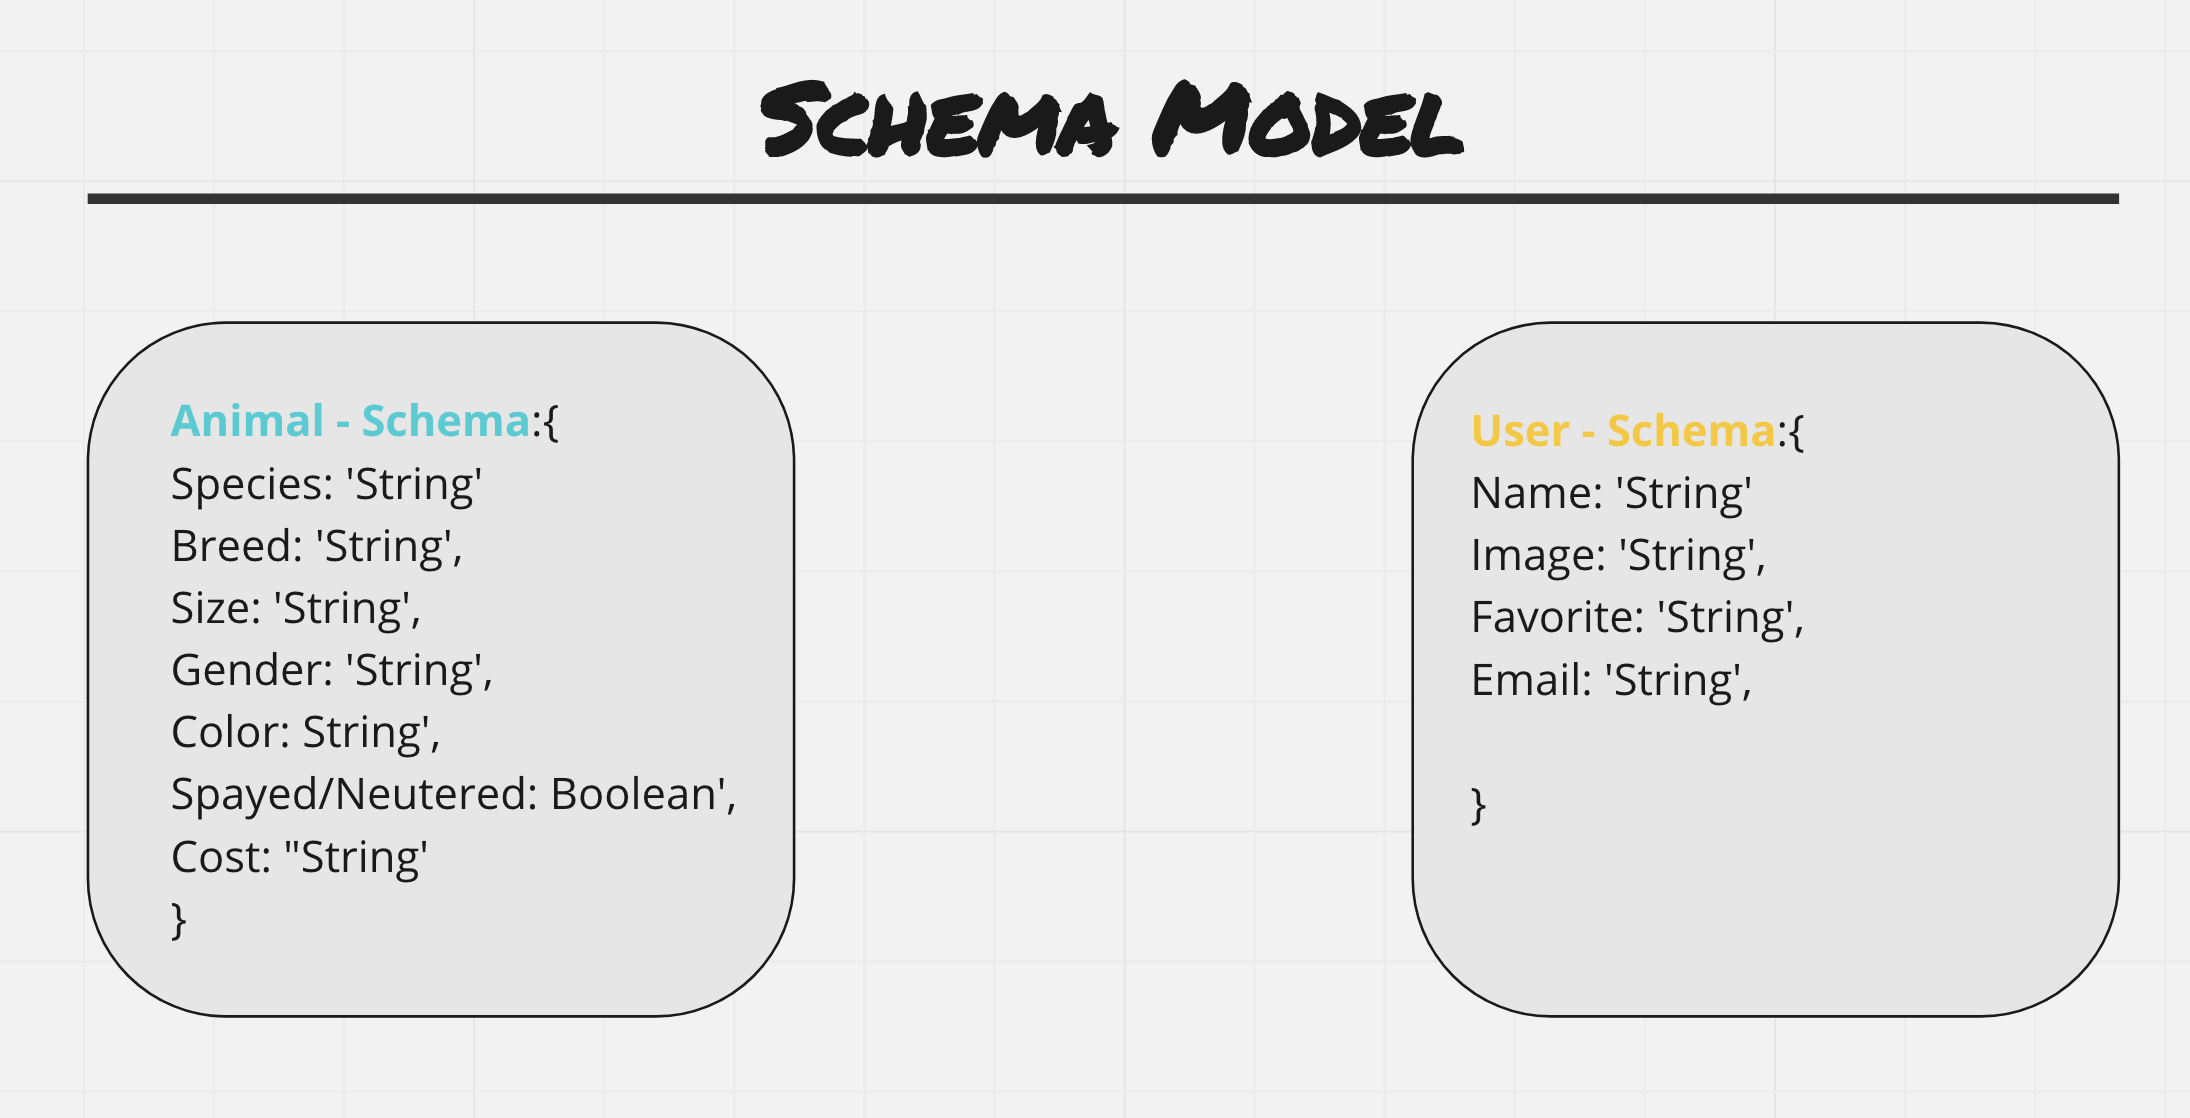 Schema Model
Animal - Schema:{
Species: 'String'
Breed: 'String',
Size: 'String',
Gender: 'String',
Color: String',
Spayed/Neutered: Boolean',
Cost: "String'
}
User - Schema:{
Name: 'String'
Image: 'String',
Favorite: 'String',
Email: 'String',
}